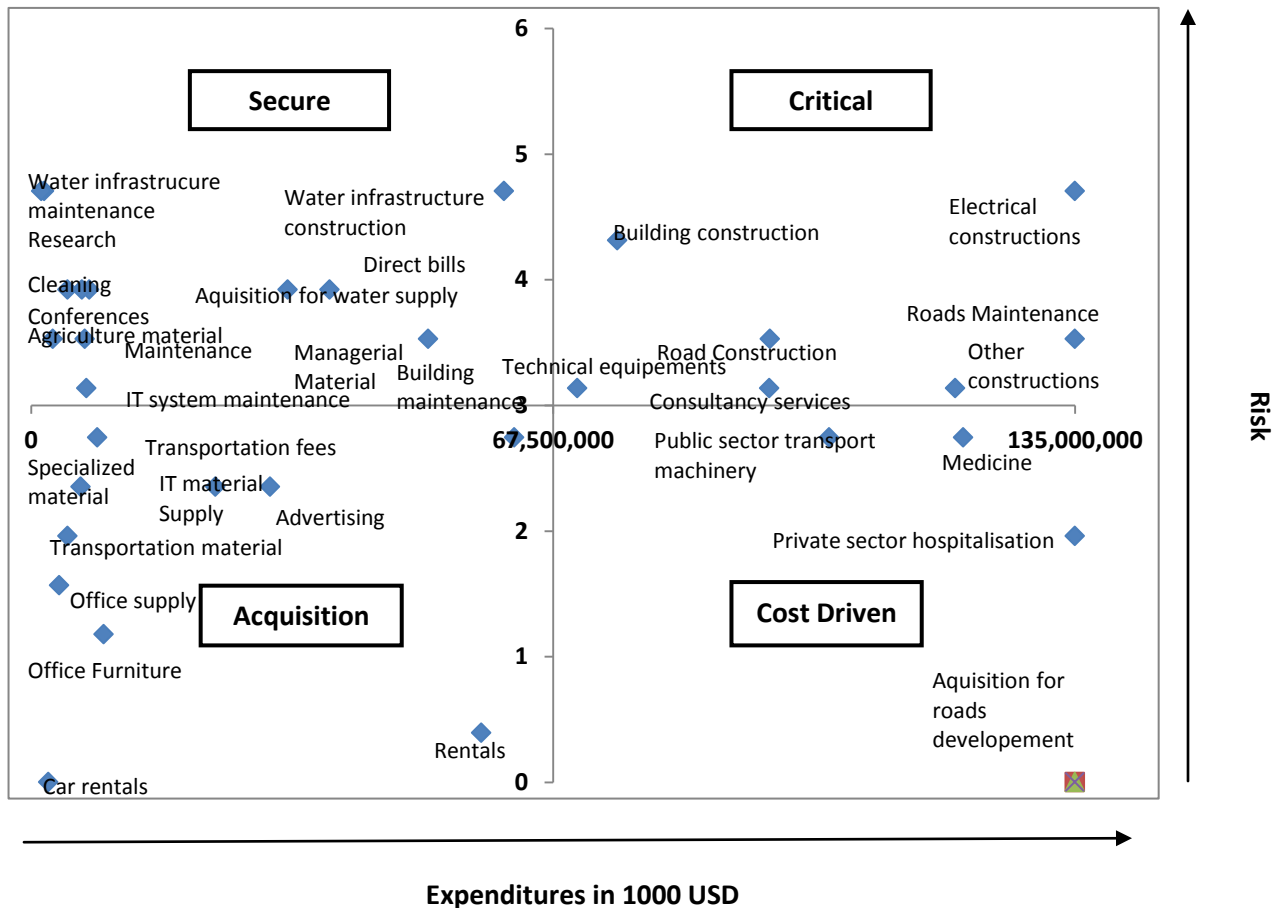 6
Secure
Critical
5
Water infrastrucure
maintenance
Research
Water infrastructure
construction
Electrical
constructions
Building construction
Direct bills
4
Cleaning
Aquisition for water supply
Conferences
Agriculture material
Roads Maintenance
Maintenance
Managerial
Material
Road Construction
Other
constructions
Technical equipements
Building
maintenance
IT system maintenance
Consultancy services
3
0
67,500,000
135,000,000
Risk
Transportation fees
Public sector transport
machinery
Medicine
Specialized
material
IT material
Supply
Advertising
2
Transportation material
Private sector hospitalisation
Office supply
Acquisition
Cost Driven
1
Office Furniture
Aquisition for
roads
developement
Rentals
Car rentals
0
Expenditures in 1000 USD